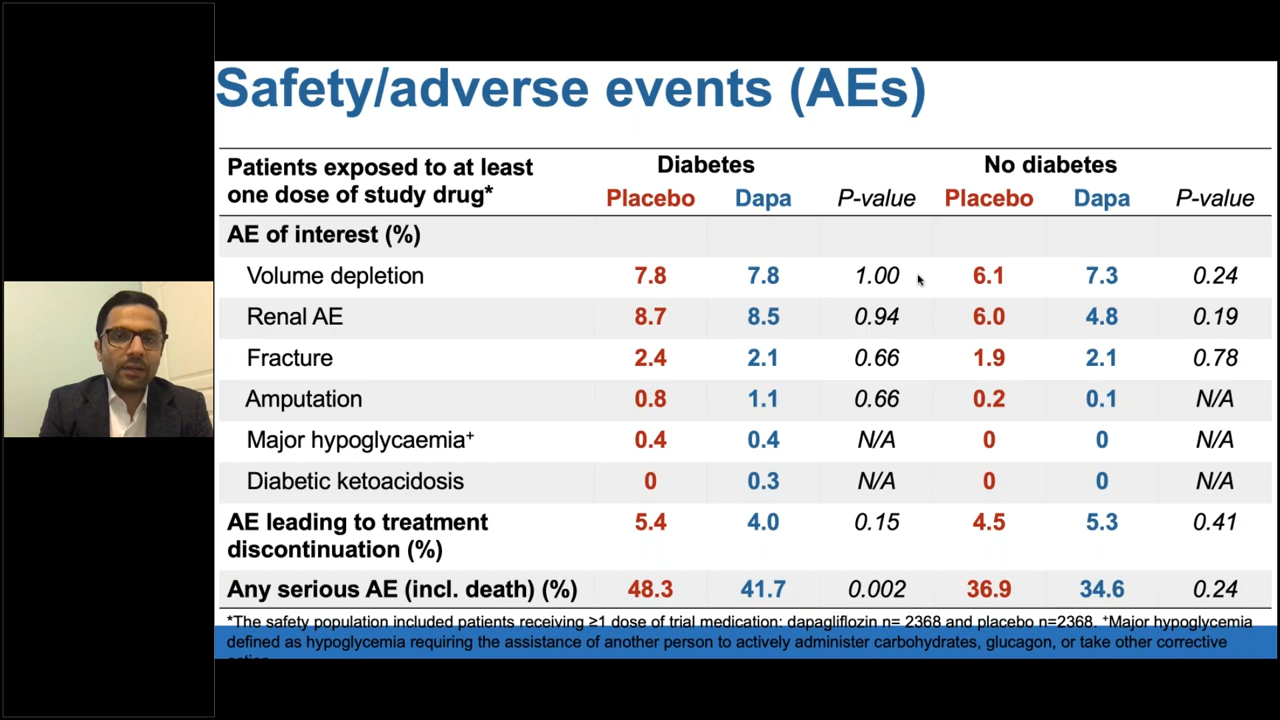 Safety/adverse events (AEs)
Patients exposed to at least one dose of study drug* Diabetes No diabetes
Placebo Dapa P-value Placebo Dapa P-value
AE of interest (%)
Volume depletion 7.8 7.8 1.00 6.1 7.3 0.24
Renal AE 8.7 8.5 0.94 6.0 4.8 0.19
Fracture 2.4 2.1 0.66 1.9 2.1 0.78
Amputation 0.8 1.1 0.66 0.2 0.1 N/A
Major hypoglycaemia⁺ 0.4 0.4 N/A 0 0 N/A
Diabetic ketoacidosis 0 0.3 N/A 0 0 N/A
AE leading to treatment discontinuation (%) 5.4 4.0 0.15 4.5 5.3 0.41
Any serious AE (incl. death) (%) 48.3 41.7 0.002 36.9 34.6 0.24
*The safety population included patients receiving ≥1 dose of trial medication: dapagliflozin n= 2368 and placebo n=2368. ⁺Major hypoglycemia
defined as hypoglycemia requiring the assistance of another person to actively administer carbohydrates, glucagon, or take other corrective